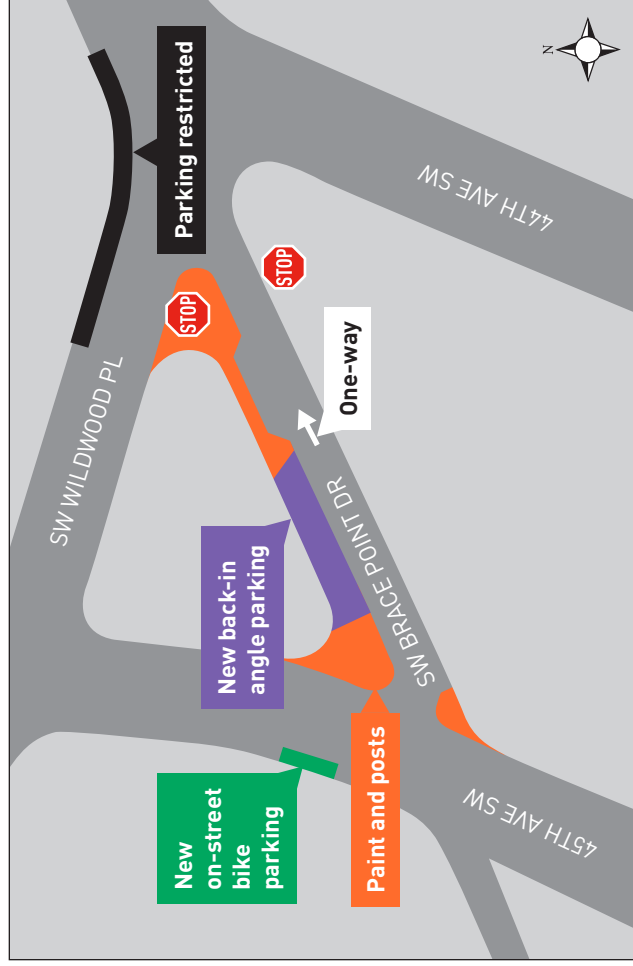 N
Parking restricted
44TH AVE SW
STOP
STOP
SW WILDWOOD PL
One-way
SW BRACE POINT DR
New back-in
angle parking
New
on-street
bike
parking
Paint and posts
45TH AVE SW